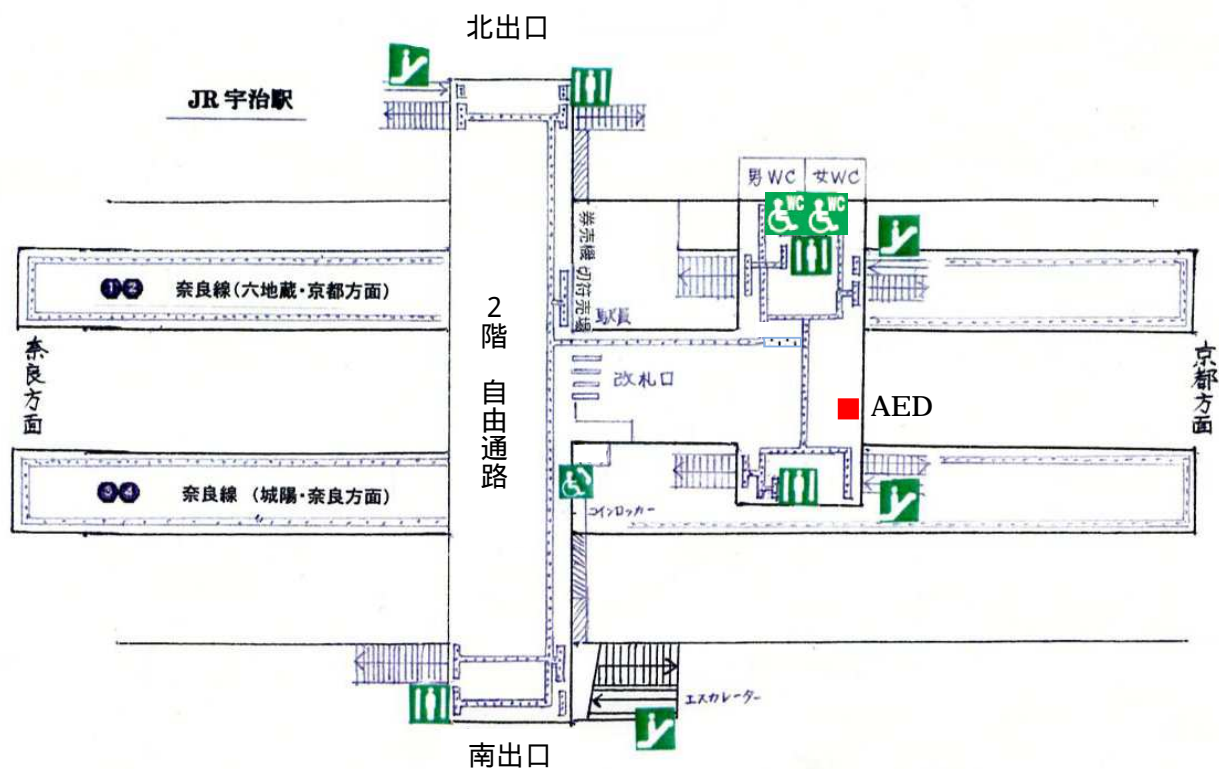 北出口
JR宇治駅
男WC 女WC
WC WC
券売機 切符売場
駅員
①② 奈良線(六地蔵・京都方面)
2階 自由通路
奈良方面
京都方面
改札口
AED
③④ 奈良線 (城陽・奈良方面)
コインロッカー
エスカレーター
南出口